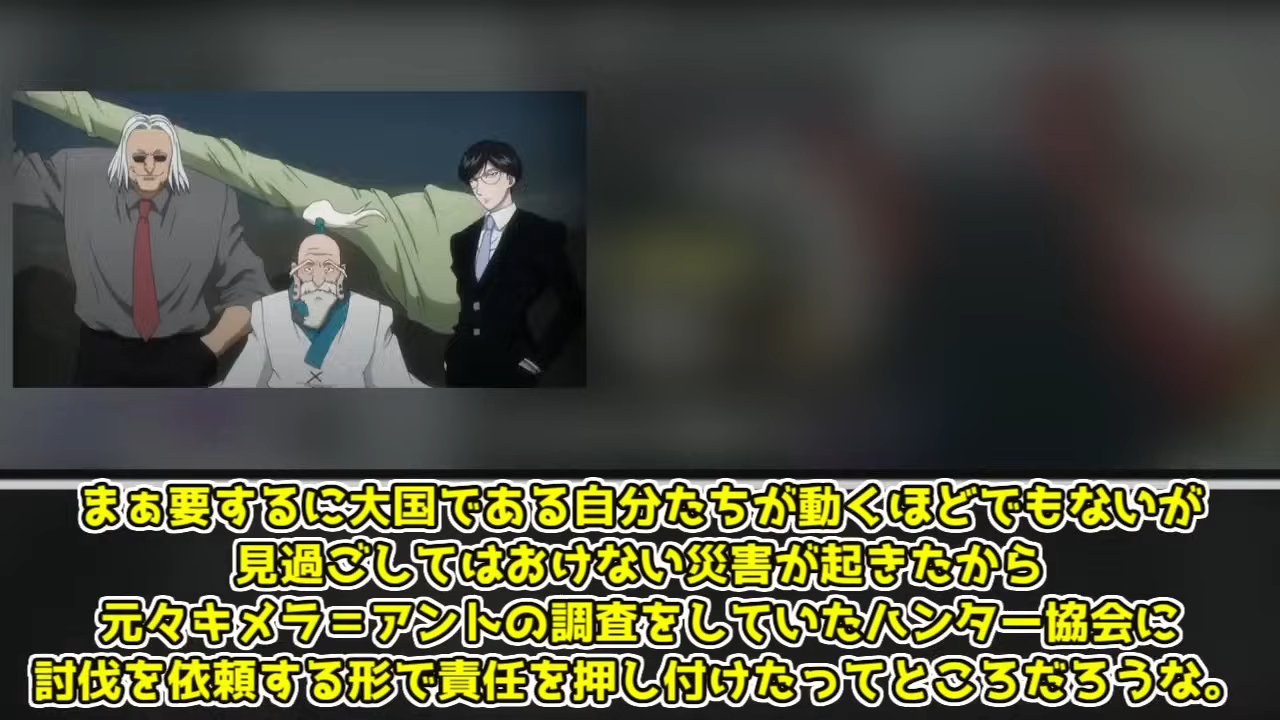 まぁ要するに大国である自分たちが動くほどでもないが
見過ごしてはおけない災害が起きたから
元々キメラ＝アントの調査をしていたハンター協会に
討伐を依頼する形で責任を押し付けたってところだろうな。